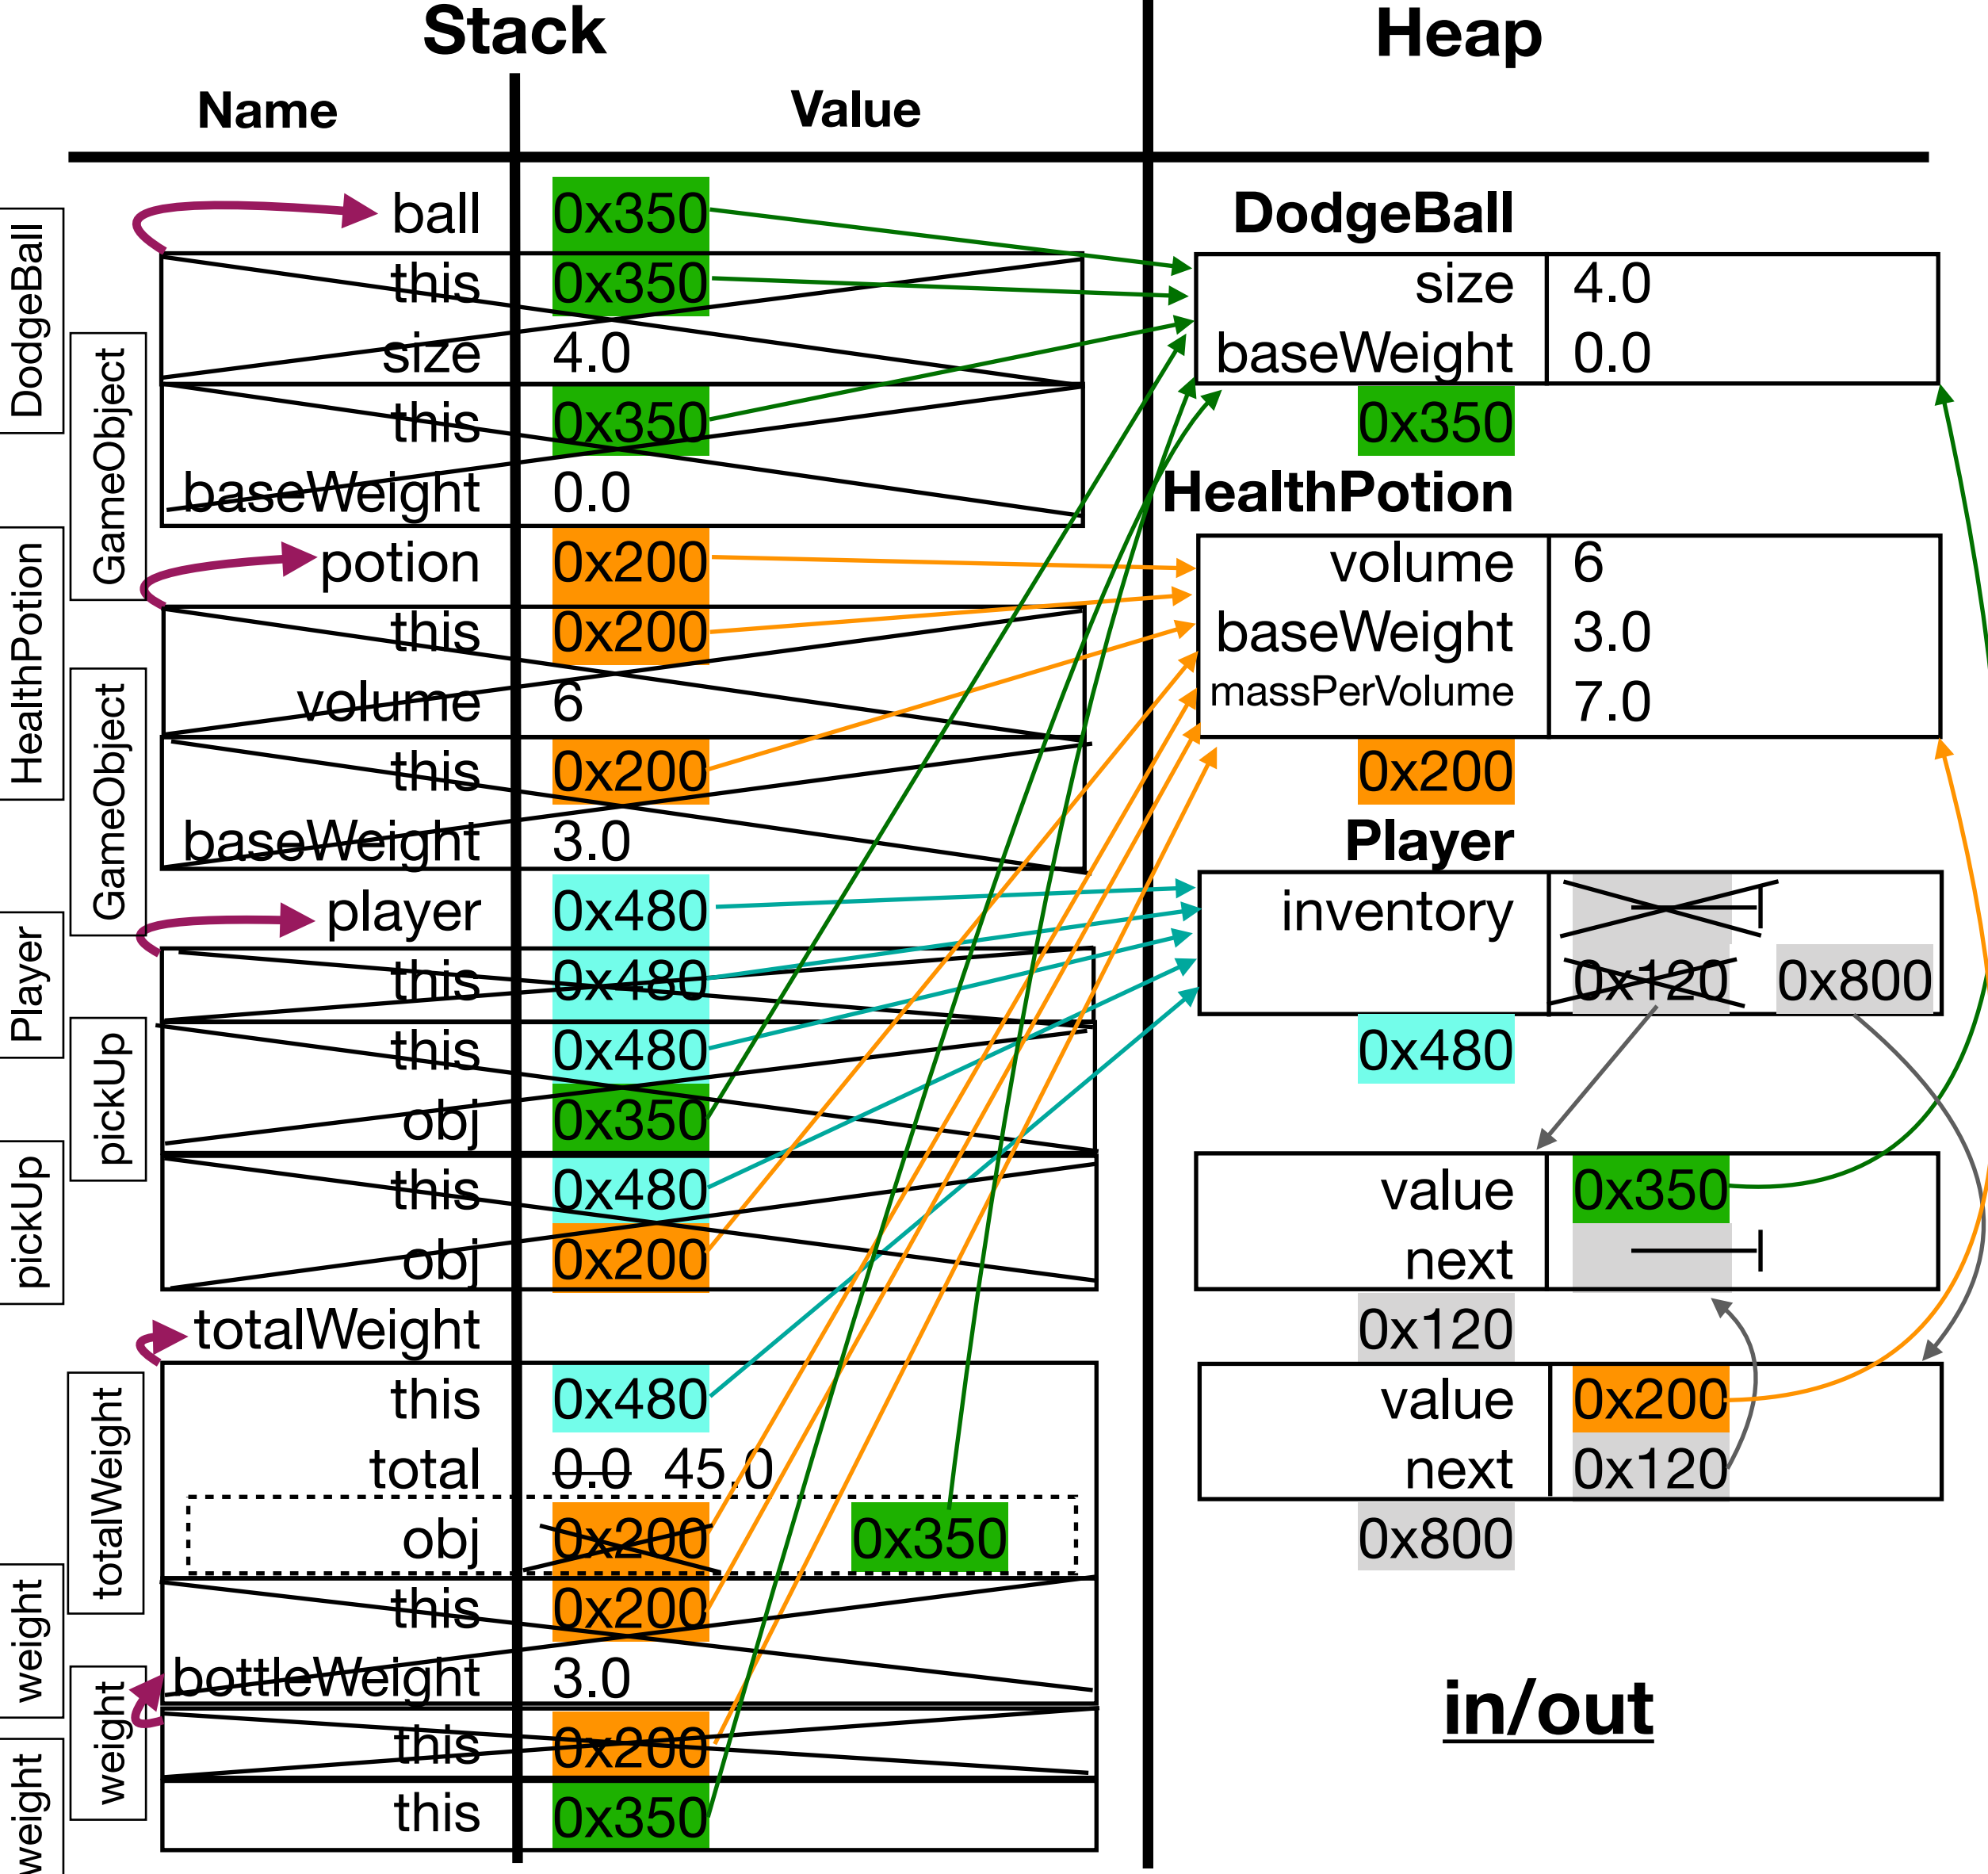 Stack
Heap
Name
Value
ball 0x350
this 0x350
size 4.0
this 0x350
baseWeight 0.0
potion 0x200
this 0x200
volume 6
this 0x200
baseWeight 3.0
player 0x480
this 0x480
this 0x480
obj 0x350
this 0x480
obj 0x200
totalWeight
this 0x480
total 0.0 45.0
obj 0x200 0x350
this 0x200
bottleWeight 3.0
this 0x200
this 0x350
DodgeBall
GameObject
HealthPotion
GameObject
Player
pickUp
pickUp
totalWeight
weight
weight
weight
DodgeBall
size 4.0
baseWeight 0.0
0x350
HealthPotion
volume 6
baseWeight 3.0
massPerVolume 7.0
0x200
Player
inventory
0x120 0x800
0x480
value 0x350
next
0x120
value 0x200
next 0x120
0x800
in/out